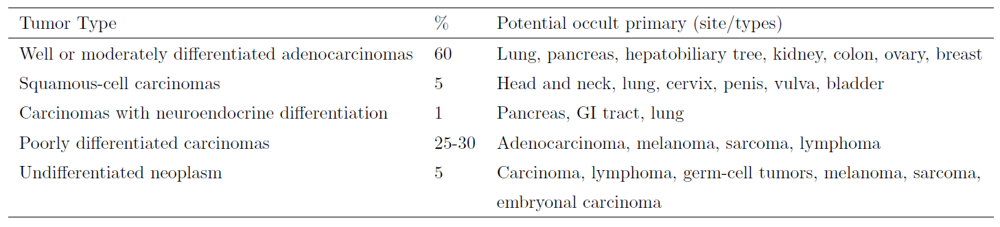 Tumor Type % Potential occult primary (site/types)
Well or moderately differentiated adenocarcinomas 60 Lung, pancreas, hepatobiliary tree, kidney, colon, ovary, breast
Squamous-cell carcinomas 5 Head and neck, lung, cervix, penis, vulva, bladder
Carcinomas with neuroendocrine differentiation 1 Pancreas, GI tract, lung
Poorly differentiated carcinomas 25-30 Adenocarcinoma, melanoma, sarcoma, lymphoma
Undifferentiated neoplasm 5 Carcinoma, lymphoma, germ-cell tumors, melanoma, sarcoma,
embryonal carcinoma